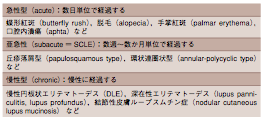 急性型(acute):数日単位で経過する
蝶形紅斑(butterfly rush)、脱毛(alopecia)、手掌紅斑(palmar erythema)、
口腔内潰瘍(aphta)など
亜急性(subacute = SCLE):数週~数か月単位で経過する
丘疹落屑型(papulosquamous type)、環状連圏状型(annular-polycyclic type)
など
慢性型(chronic):慢性に経過する
慢性円板状エリテマトーデス(DLE)、深在性エリテマトーデス(lupus panni-
culitis, lupus profundus)、結節性皮膚ループスムチン症(nodular cutaneous
lupus mucinosis)など